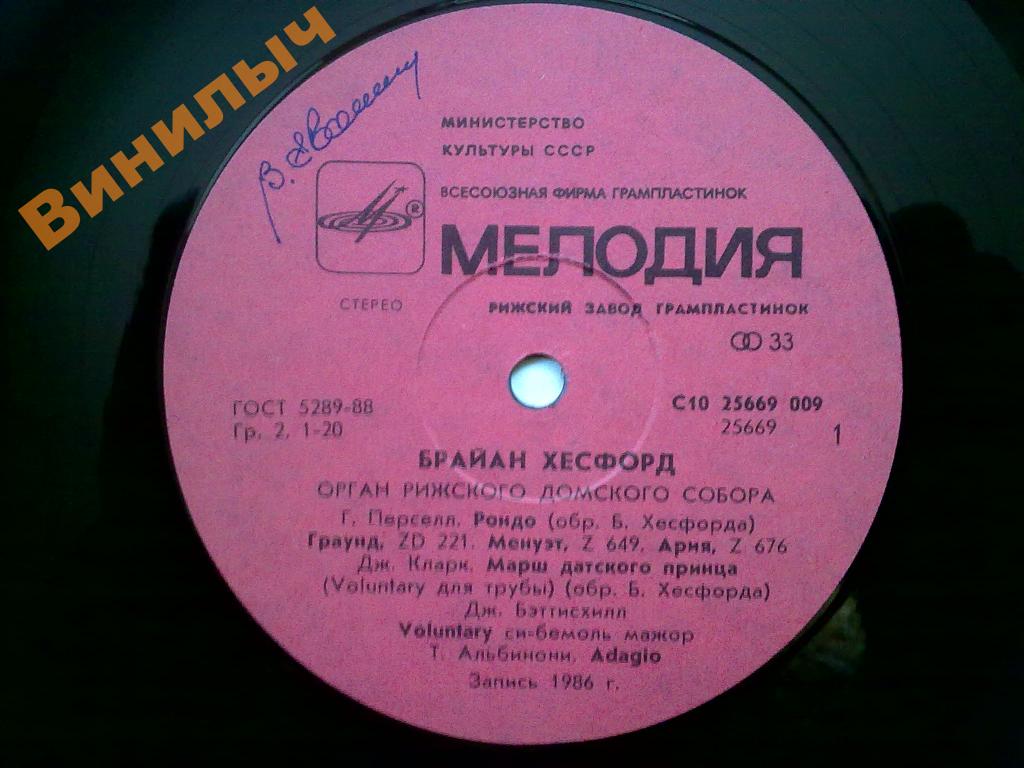 Винилыч
МИНИСТЕРСТВО
КУЛЬТУРЫ СССР
ВСЕСОЮЗНАЯ ФИРМА ГРАМПЛАСТИНОК
®
МЕЛОДИЯ
СТЕРЕО
РИЖСКИЙ ЗАВОД ГРАМПЛАСТИНОК
33
ГОСТ 5289-88
Гр. 2, 1-20
С10 25669 009
25669
1
БРАЙАН ХЕСФОРД
ОРГАН РИЖСКОГО ДОМСКОГО СОБОРА
Г. Перселл. Рондо (обр. Б. Хесфорда)
Граунд, ZD 221. Менуэт, Z 649. Ария, Z 676
Дж. Кларк. Марш датского принца
(Voluntary для трубы) (обр. Б. Хесфорда)
Дж. Бэттисхилл
Voluntary си-бемоль мажор
Т. Альбинони. Adagio
Запись 1986 г.